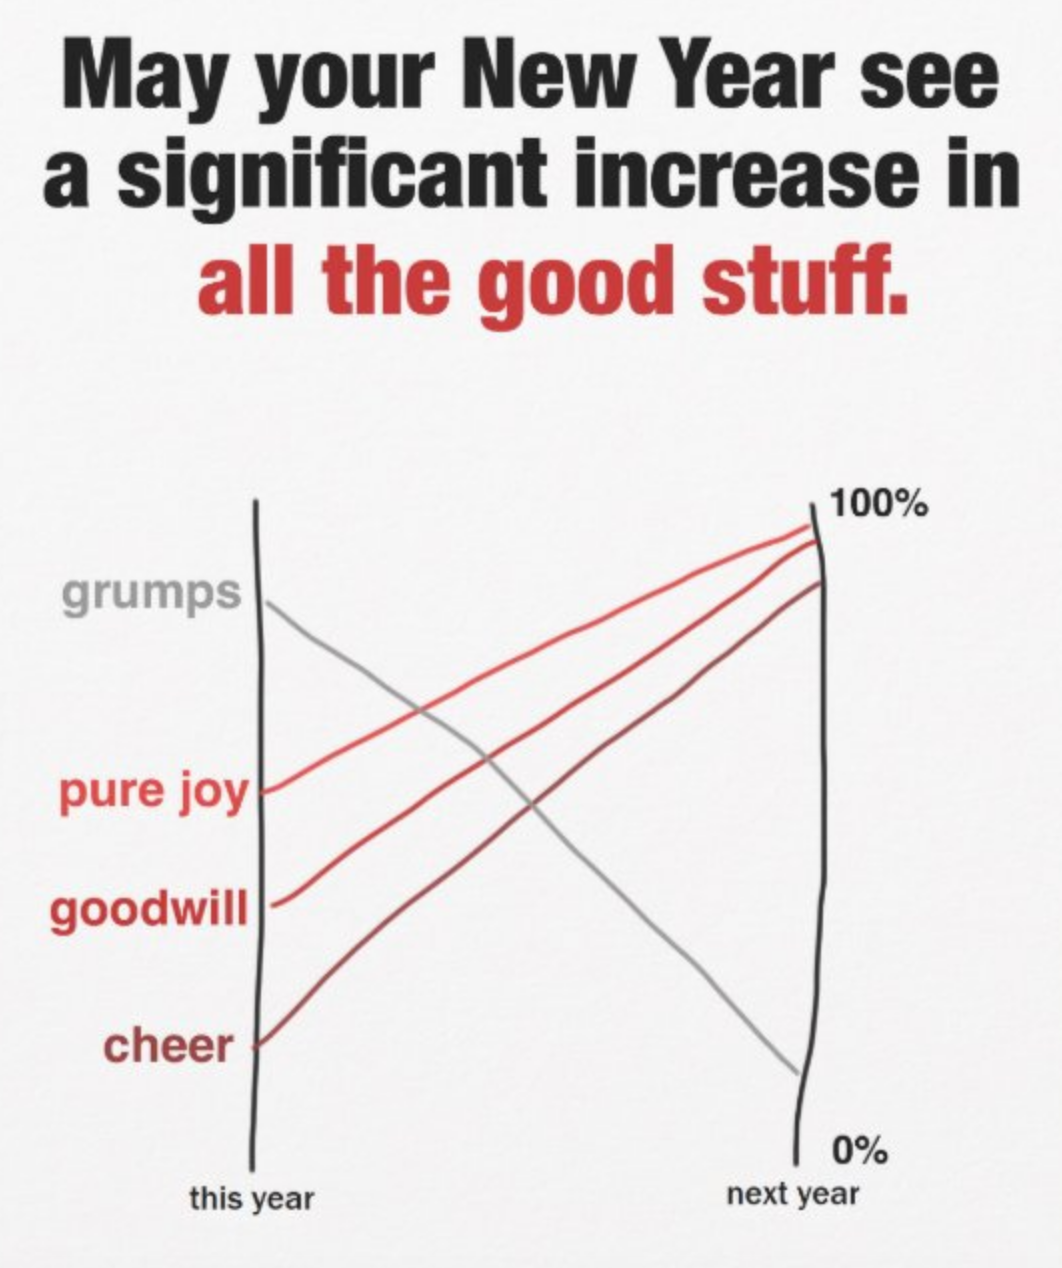 May your New Year see
a significant increase in
all the good stuff.
100%
grumps
pure joy
goodwill
cheer
0%
this year
next year